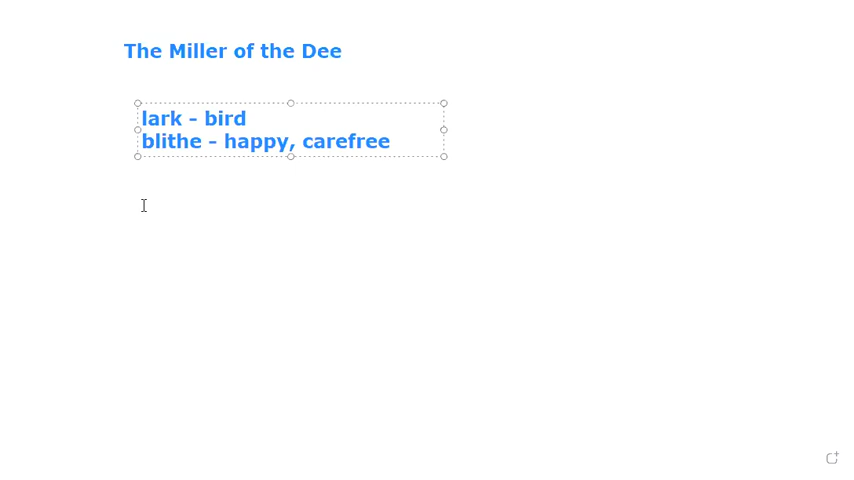 The Miller of the Dee
lark - bird
blithe - happy, carefree